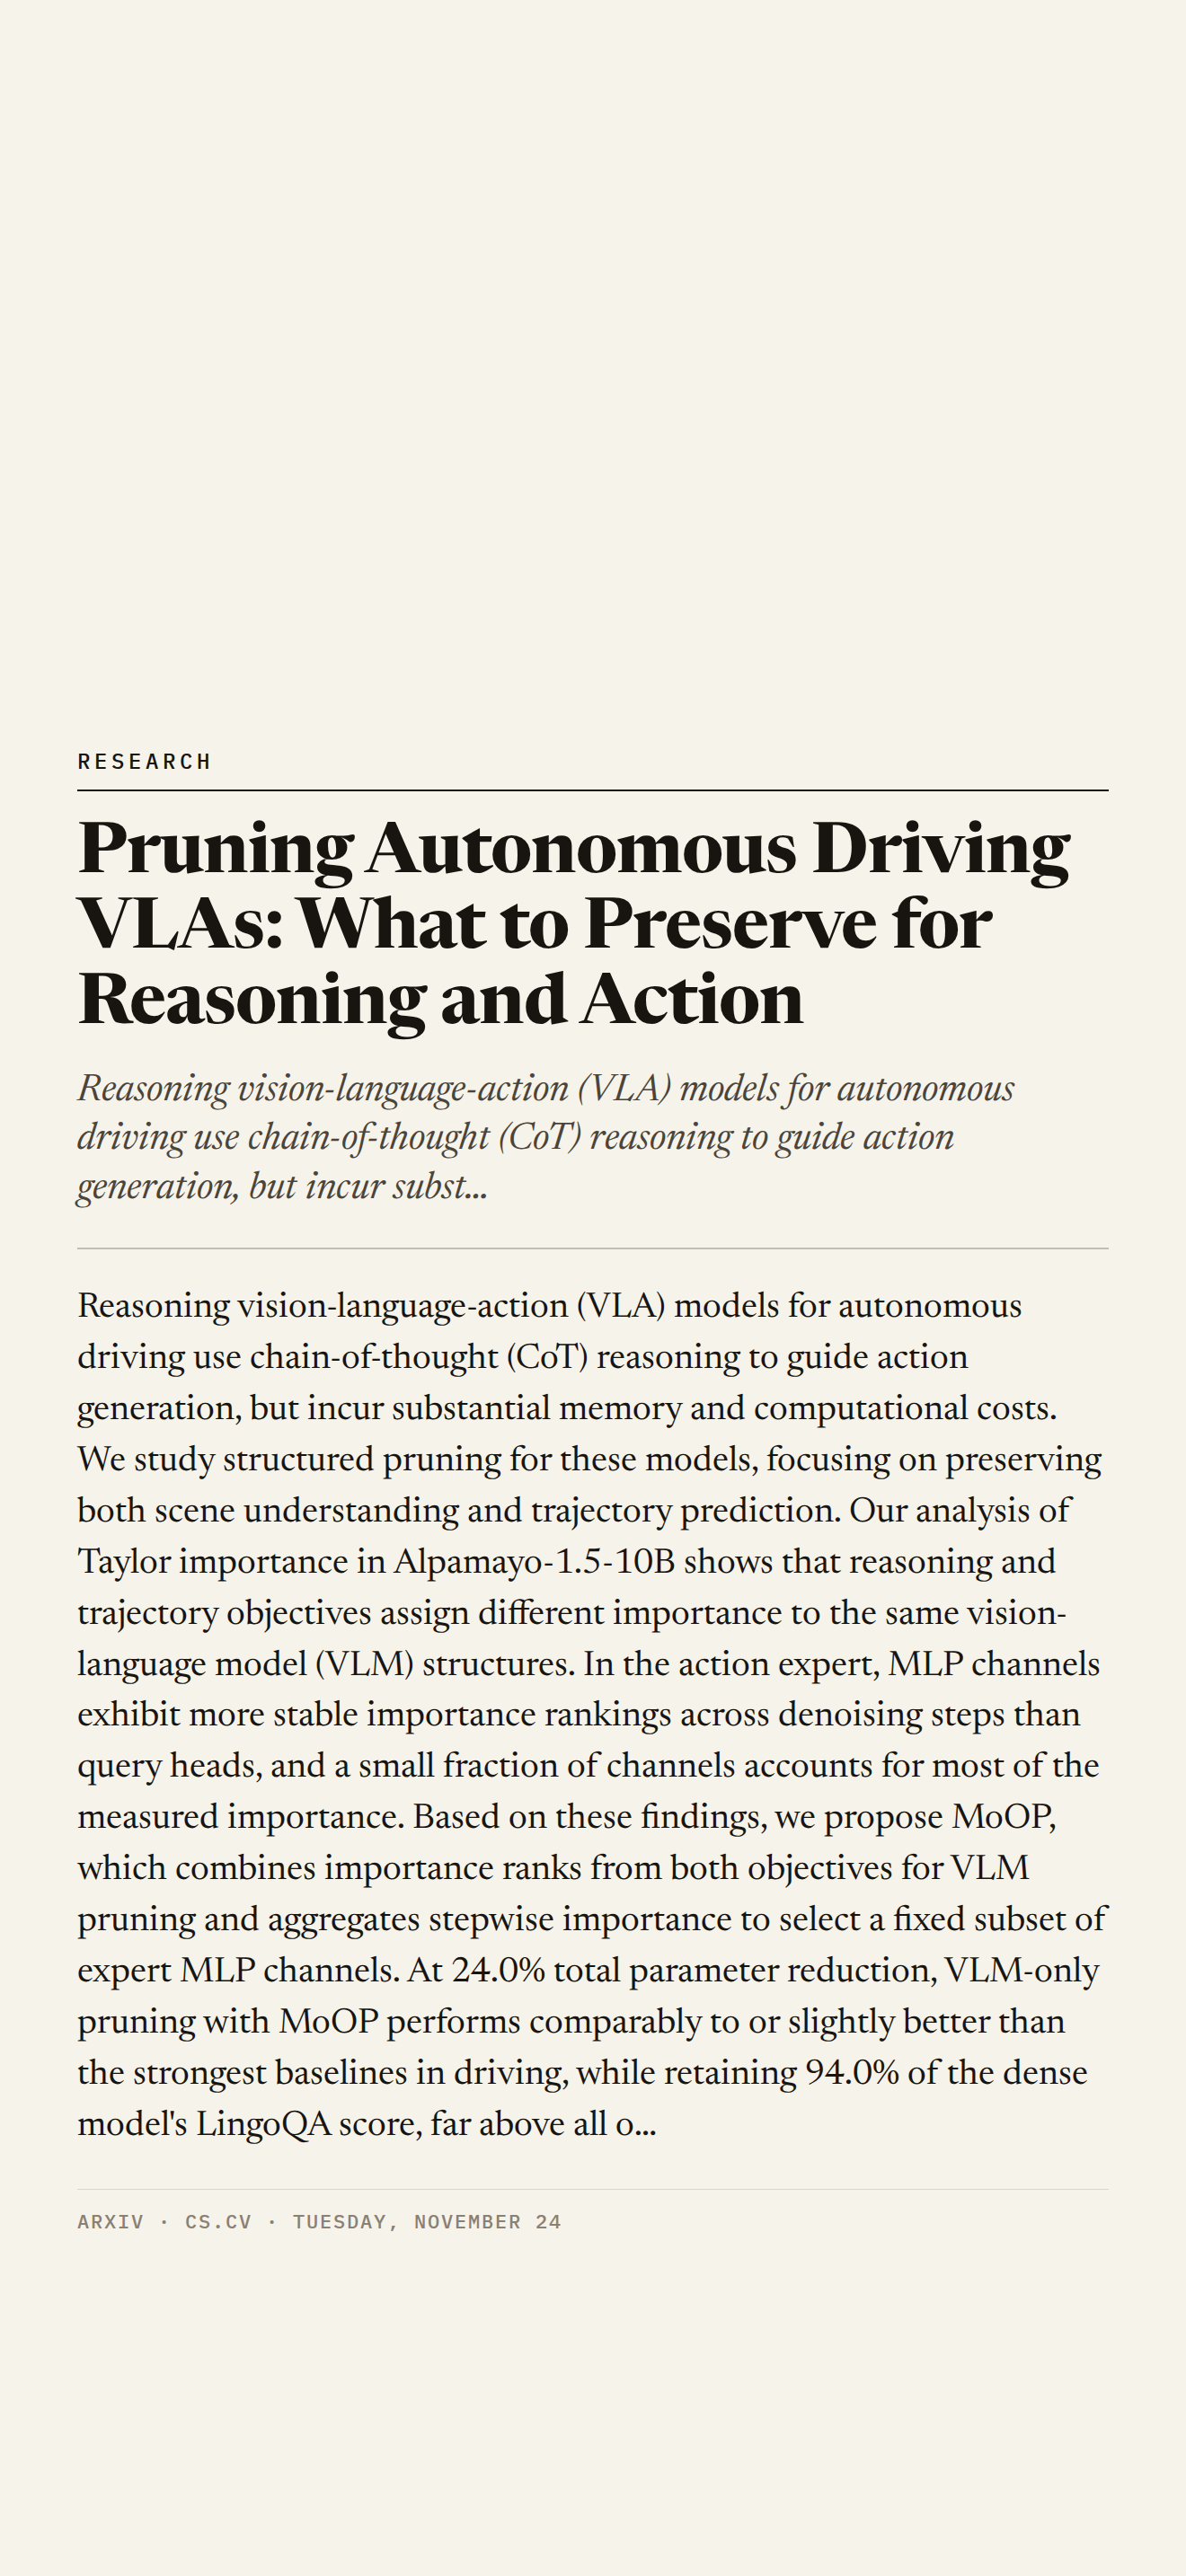 RESEARCH
Pruning Autonomous Driving
VLAs: What to Preserve for
Reasoning and Action
Reasoning vision-language-action (VLA) models for autonomous
driving use chain-of-thought (CoT) reasoning to guide action
generation, but incur subst...
Reasoning vision-language-action (VLA) models for autonomous
driving use chain-of-thought (CoT) reasoning to guide action
generation, but incur substantial memory and computational costs.
We study structured pruning for these models, focusing on preserving
both scene understanding and trajectory prediction. Our analysis of
Taylor importance in Alpamayo-1.5-10B shows that reasoning and
trajectory objectives assign different importance to the same vision-
language model (VLM) structures. In the action expert, MLP channels
exhibit more stable importance rankings across denoising steps than
query heads, and a small fraction of channels accounts for most of the
measured importance. Based on these findings, we propose MoOP,
which combines importance ranks from both objectives for VLM
pruning and aggregates stepwise importance to select a fixed subset of
expert MLP channels. At 24.0% total parameter reduction, VLM-only
pruning with MoOP performs comparably to or slightly better than
the strongest baselines in driving, while retaining 94.0% of the dense
model's LingoQA score, far above all o...
ARXIV · CS.CV · TUESDAY, NOVEMBER 24